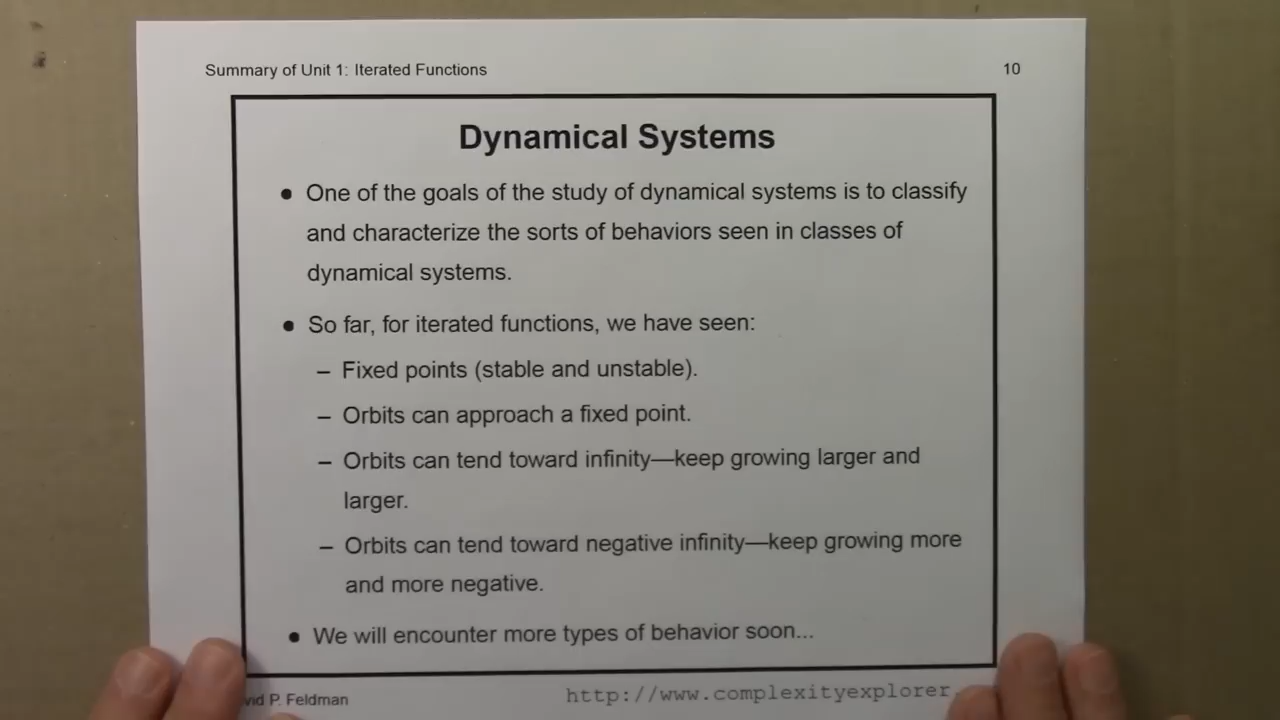 Summary of Unit 1: Iterated Functions 10
Dynamical Systems
● One of the goals of the study of dynamical systems is to classify
and characterize the sorts of behaviors seen in classes of
dynamical systems.
● So far, for iterated functions, we have seen:
– Fixed points (stable and unstable).
– Orbits can approach a fixed point.
– Orbits can tend toward infinity—keep growing larger and
larger.
– Orbits can tend toward negative infinity—keep growing more
and more negative.
● We will encounter more types of behavior soon...
vid P. Feldman http://www.complexityexplorer.